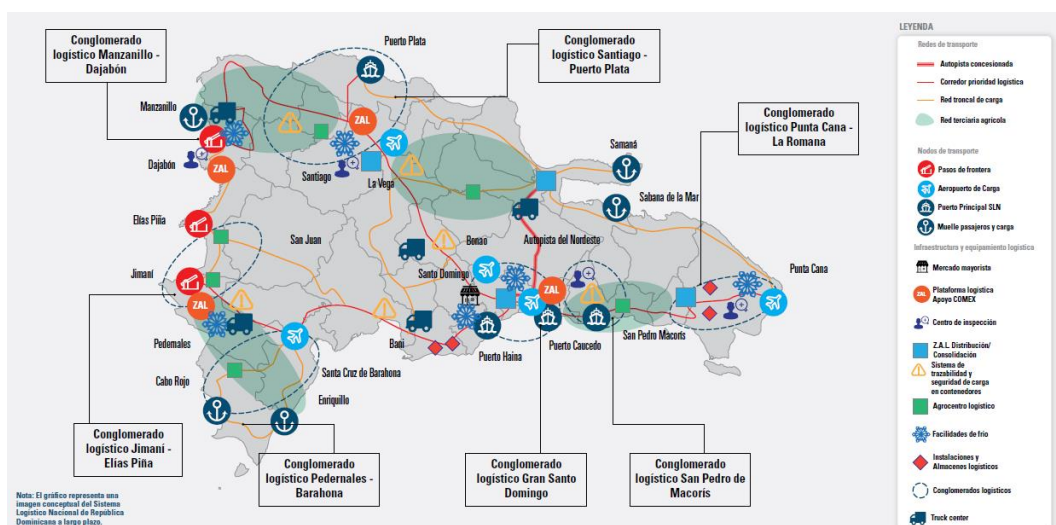 Conglomerado
logístico Manzanillo -
Dajabón
Puerto Plata
Conglomerado
logístico Santiago -
Puerto Plata
Manzanillo
ZAL
Dajabón
ZAL
Santiago
La Vega
Samaná
Sabana de la Mar
Conglomerado
logístico Punta Cana -
La Romana
Elías Piña
San Juan
Bonao
Autopista del Nordeste
Jimaní
Santo Domingo
Punta Cana
ZAL
ZAL
Pedernales
Baní
Puerto Haina
Puerto Caucedo
San Pedro Macorís
Cabo Rojo
Santa Cruz de Barahona
Enriquillo
Conglomerado
logístico Jimaní -
Elías Piña
Conglomerado
logístico Pedernales -
Barahona
Conglomerado
logístico Gran Santo
Domingo
Conglomerado
logístico San Pedro de
Macorís
Nota: El gráfico representa una
imagen conceptual del Sistema
Logístico Nacional de República
Dominicana a largo plazo.
LEYENDA
Redes de transporte
Autopista concesionada
Corredor prioridad logística
Red troncal de carga
Red terciaria agrícola
Nodos de transporte
Pasos de frontera
Aeropuerto de Carga
Puerto Principal SLN
Muelle pasajeros y carga
Infraestructura y equipamiento logístico
Mercado mayorista
ZAL
Plataforma logística
Apoyo COMEX
Centro de inspección
Z.A.L Distribución/
Consolidación
Sistema de
trazabilidad y
seguridad de carga
en contenedores
Agrocentro logístico
Facilidades de frío
Instalaciones y
Almacenes logísticos
Conglomerados logísticos
Truck center